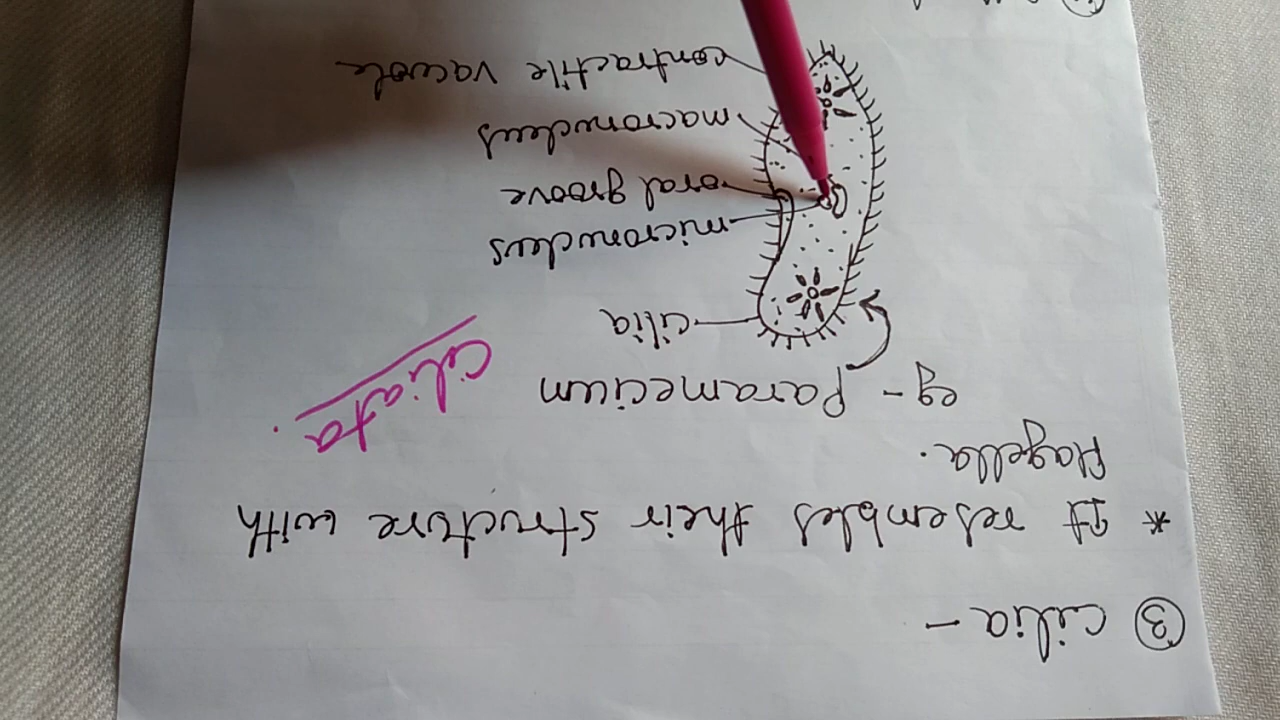 ③ Cilia -
* It resembles their structure with
Flagella.
eg - Paramecium
Ciliata.
cilia
micronucleus
oral groove
macronucleus
contractile vacuole